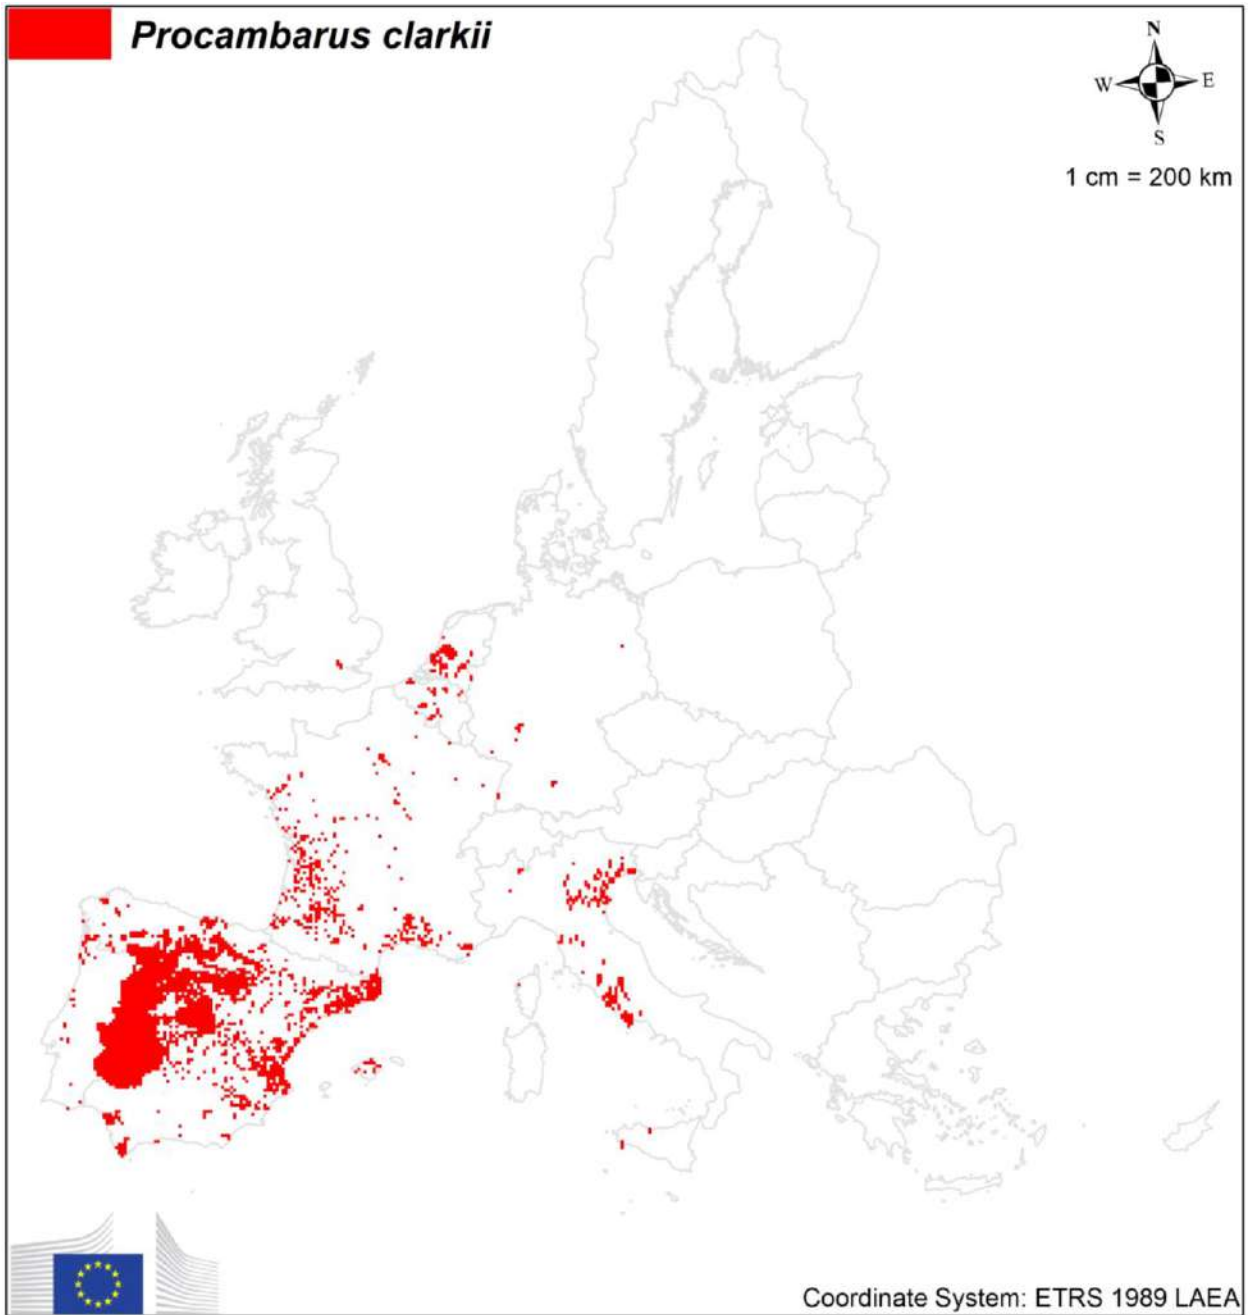 Procambarus clarkii
N
W E
S
1 cm = 200 km
Coordinate System: ETRS 1989 LAEA